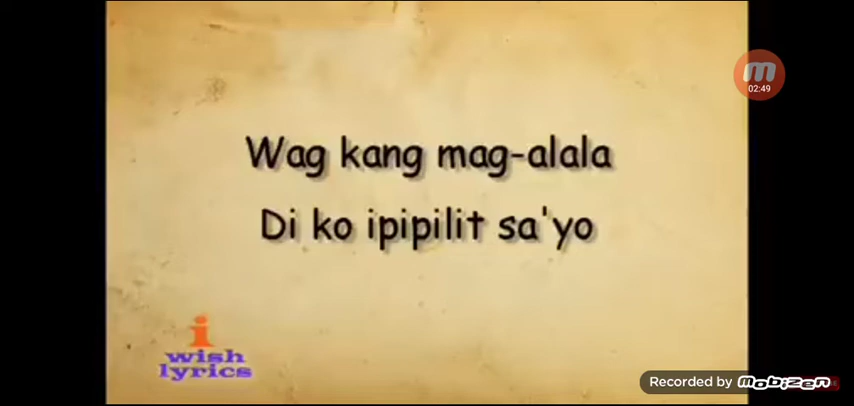 02:49
Wag kang mag-alala
Di ko ipipilit sa'yo
i
wish
lyrics
Recorded by MOBIZEN